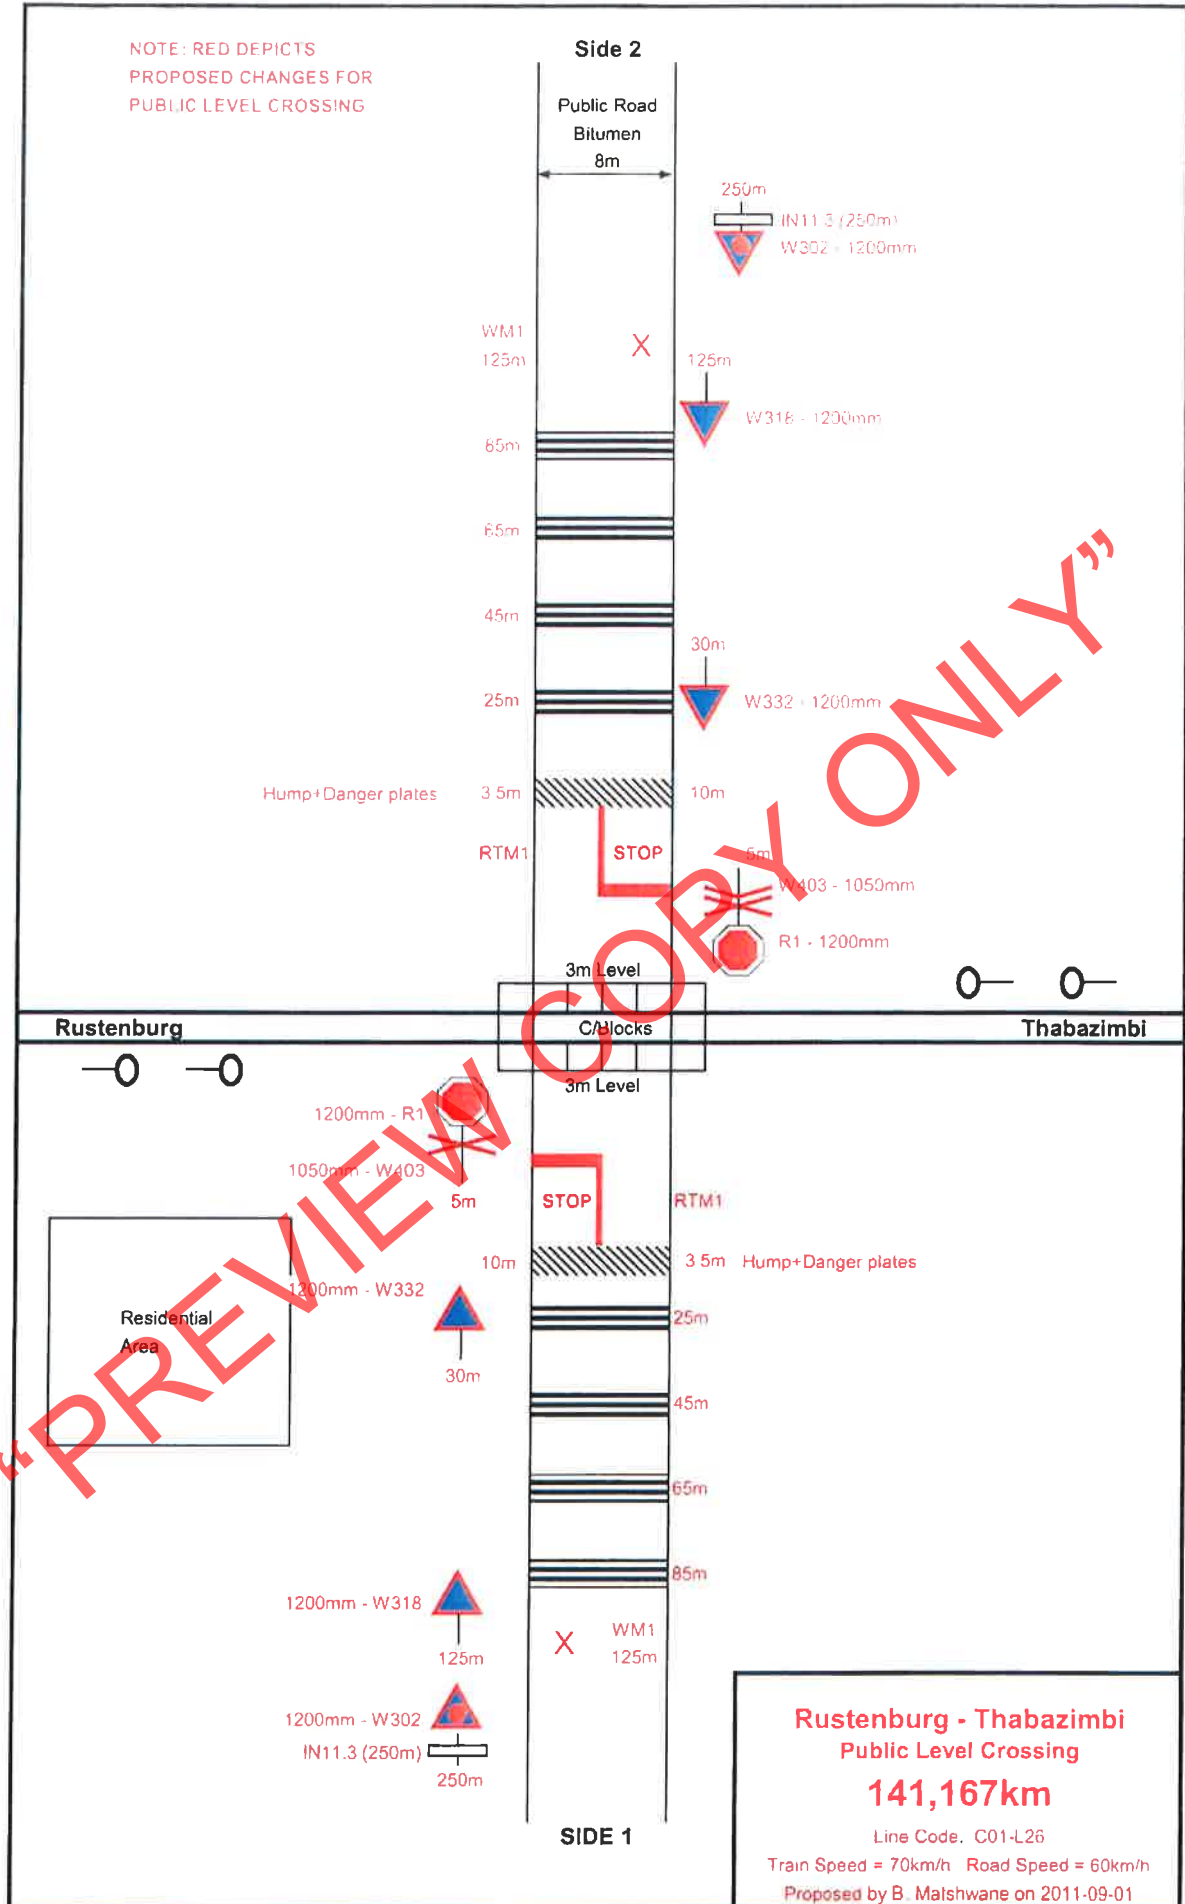 NOTE: RED DEPICTS
PROPOSED CHANGES FOR
PUBLIC LEVEL CROSSING
Side 2
Public Road
Bitumen
8m
250m
IN11.3 (250m)
W302 - 1200mm
WM1
125m
X
125m
W318 - 1200mm
85m
65m
45m
30m
25m
W332 - 1200mm
Hump+Danger plates
3 5m
10m
RTM1
STOP
5m
W403 - 1050mm
R1 - 1200mm
3m Level
Rustenburg
C/Blocks
Thabazimbi
3m Level
1200mm - R1
1050mm - W403
5m
STOP
RTM1
10m
3 5m
Hump+Danger plates
1200mm - W332
Residential
Area
25m
30m
45m
65m
85m
1200mm - W318
125m
X
WM1
125m
1200mm - W302
IN11.3 (250m)
250m
SIDE 1
Rustenburg - Thabazimbi
Public Level Crossing
141,167km
Line Code. C01-L26
Train Speed = 70km/h Road Speed = 60km/h
Proposed by B. Malshwane on 2011-09-01
“PREVIEW COPY ONLY”